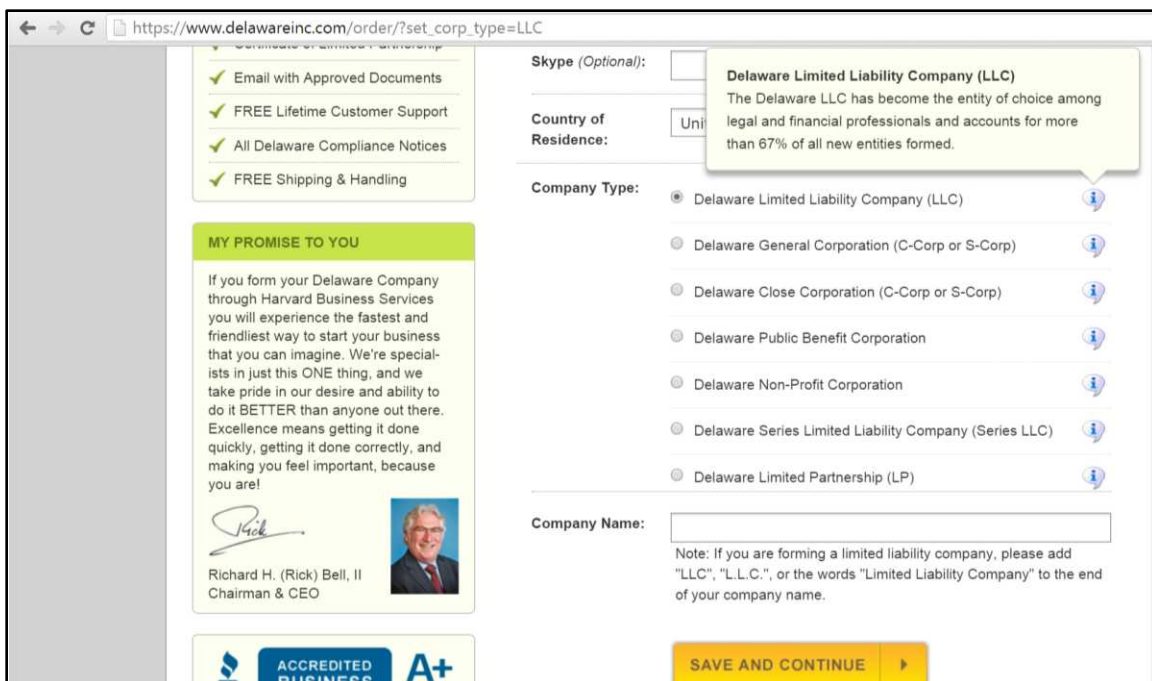 https://www.delawareinc.com/order/?set_corp_type=LLC
Certificate of Limited Partnership
Email with Approved Documents
FREE Lifetime Customer Support
All Delaware Compliance Notices
FREE Shipping & Handling
MY PROMISE TO YOU
If you form your Delaware Company
through Harvard Business Services
you will experience the fastest and
friendliest way to start your business
that you can imagine. We're special-
ists in just this ONE thing, and we
take pride in our desire and ability to
do it BETTER than anyone out there.
Excellence means getting it done
quickly, getting it done correctly, and
making you feel important, because
you are!
Rick
Richard H. (Rick) Bell, II
Chairman & CEO
ACCREDITED
BUSINESS
A+
Skype (Optional):
Delaware Limited Liability Company (LLC)
The Delaware LLC has become the entity of choice among
legal and financial professionals and accounts for more
than 67% of all new entities formed.
Country of
Residence:
Uni
Company Type:
Delaware Limited Liability Company (LLC)
Delaware General Corporation (C-Corp or S-Corp)
Delaware Close Corporation (C-Corp or S-Corp)
Delaware Public Benefit Corporation
Delaware Non-Profit Corporation
Delaware Series Limited Liability Company (Series LLC)
Delaware Limited Partnership (LP)
Company Name:
Note: If you are forming a limited liability company, please add
"LLC", "L.L.C.", or the words "Limited Liability Company" to the end
of your company name.
SAVE AND CONTINUE